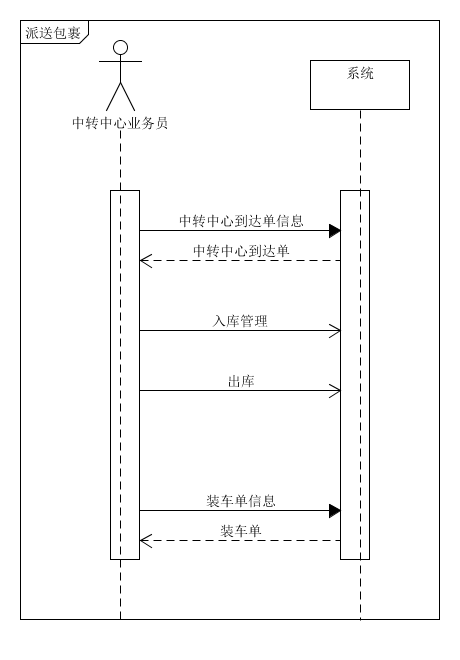 派送包裹
系统
中转中心业务员
中转中心到达单信息
中转中心到达单
入库管理
出库
装车单信息
装车单